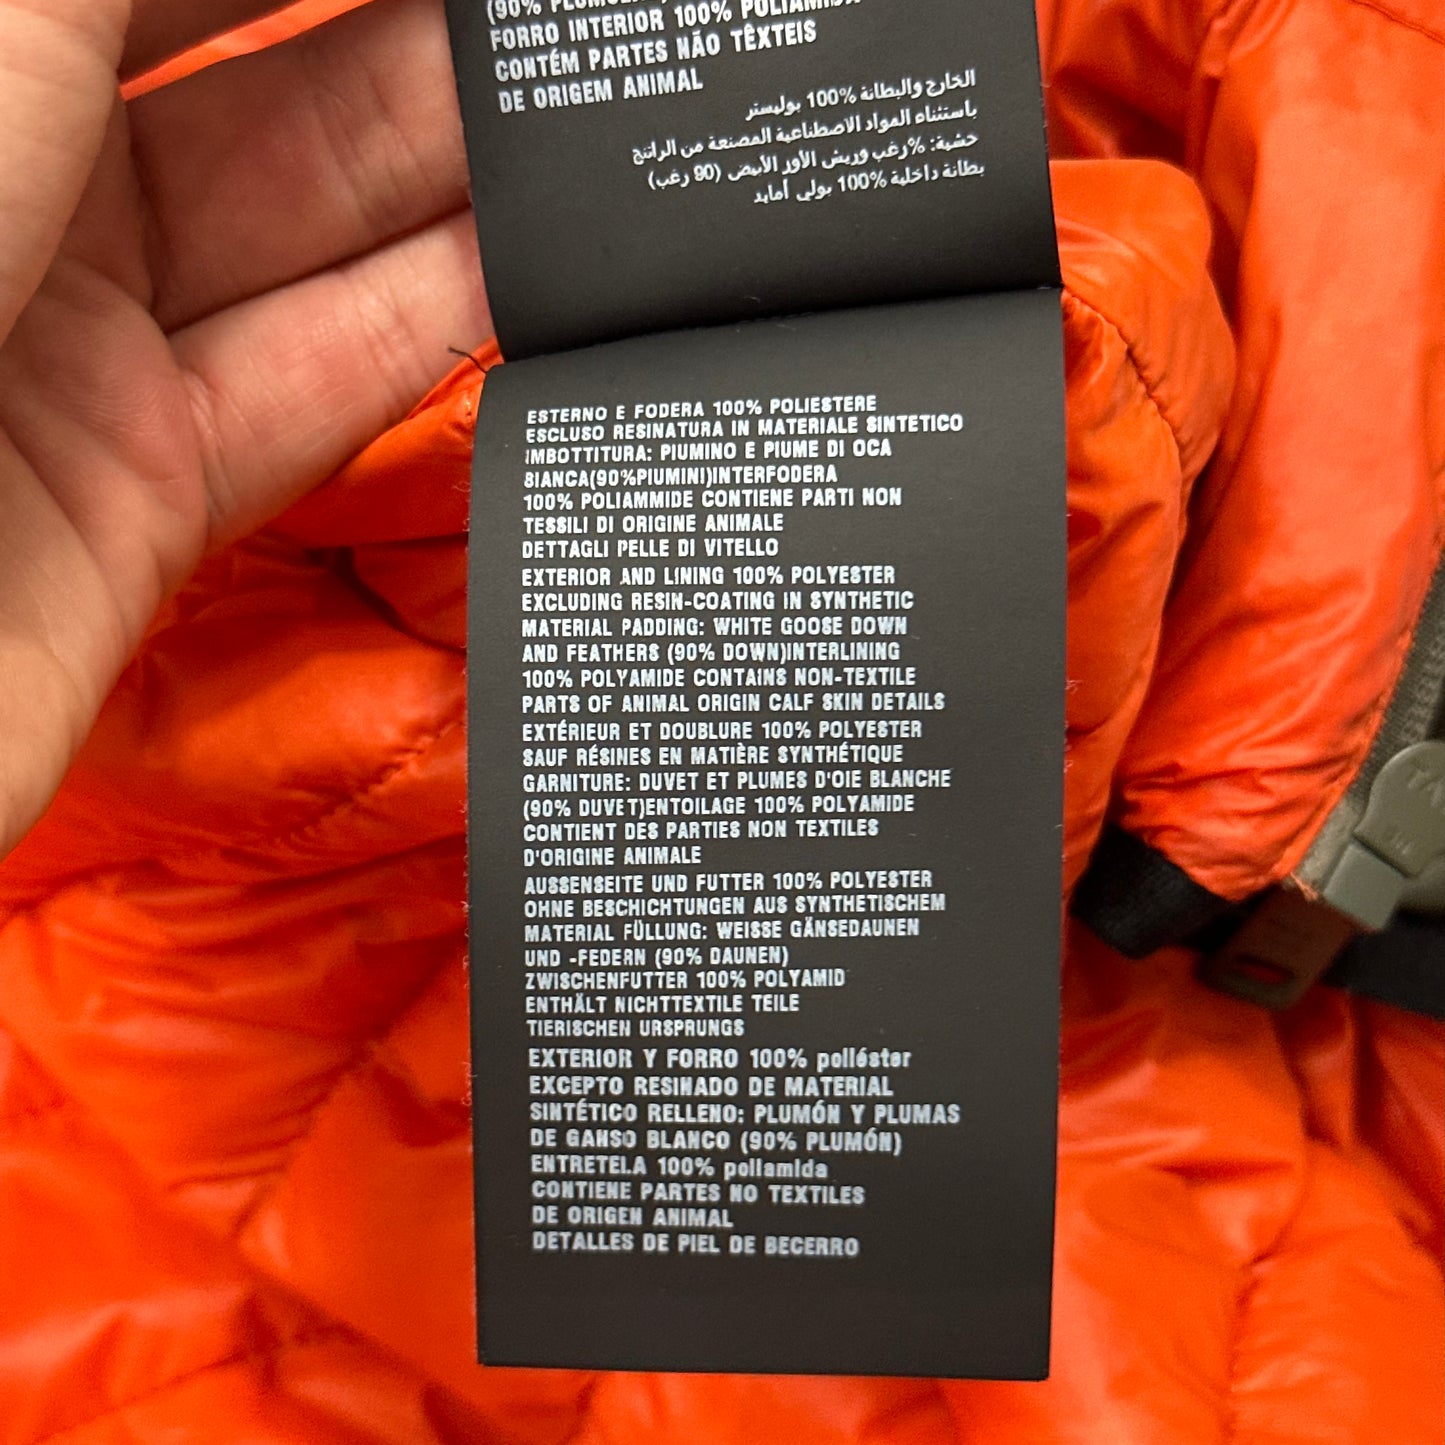 (90%
FORRO INTERIOR 100% POLIAMIDA
CONTÉM PARTES NÃO TÊXTEIS
DE ORIGEM ANIMAL
الخارج والبطانة %100 بوليستر
باستثناء المواد الاصطناعية المصنعة من الراتنج
حشية: %رغب وريش الأور الأبيض (90 رغب)
بطانة داخلية %100 بولي أمايد
ESTERNO E FODERA 100% POLIESTERE
ESCLUSO RESINATURA IN MATERIALE SINTETICO
IMBOTTITURA: PIUMINO E PIUME DI OCA
BIANCA(90%PIUMINI)INTERFODERA
100% POLIAMMIDE CONTIENE PARTI NON
TESSILI DI ORIGINE ANIMALE
DETTAGLI PELLE DI VITELLO
EXTERIOR AND LINING 100% POLYESTER
EXCLUDING RESIN-COATING IN SYNTHETIC
MATERIAL PADDING: WHITE GOOSE DOWN
AND FEATHERS (90% DOWN)INTERLINING
100% POLYAMIDE CONTAINS NON-TEXTILE
PARTS OF ANIMAL ORIGIN CALF SKIN DETAILS
EXTÉRIEUR ET DOUBLURE 100% POLYESTER
SAUF RÉSINES EN MATIÈRE SYNTHÉTIQUE
GARNITURE: DUVET ET PLUMES D'OIE BLANCHE
(90% DUVET)ENTOILAGE 100% POLYAMIDE
CONTIENT DES PARTIES NON TEXTILES
D'ORIGINE ANIMALE
AUSSENSEITE UND FUTTER 100% POLYESTER
OHNE BESCHICHTUNGEN AUS SYNTHETISCHEM
MATERIAL FÜLLUNG: WEISSE GÄNSEDAUNEN
UND -FEDERN (90% DAUNEN)
ZWISCHENFUTTER 100% POLYAMID
ENTHÄLT NICHTTEXTILE TEILE
TIERISCHEN URSPRUNGS
EXTERIOR Y FORRO 100% poliéster
EXCEPTO RESINADO DE MATERIAL
SINTÉTICO RELLENO: PLUMÓN Y PLUMAS
DE GANSO BLANCO (90% PLUMÓN)
ENTRETELA 100% poliamida
CONTIENE PARTES NO TEXTILES
DE ORIGEN ANIMAL
DETALLES DE PIEL DE BECERRO